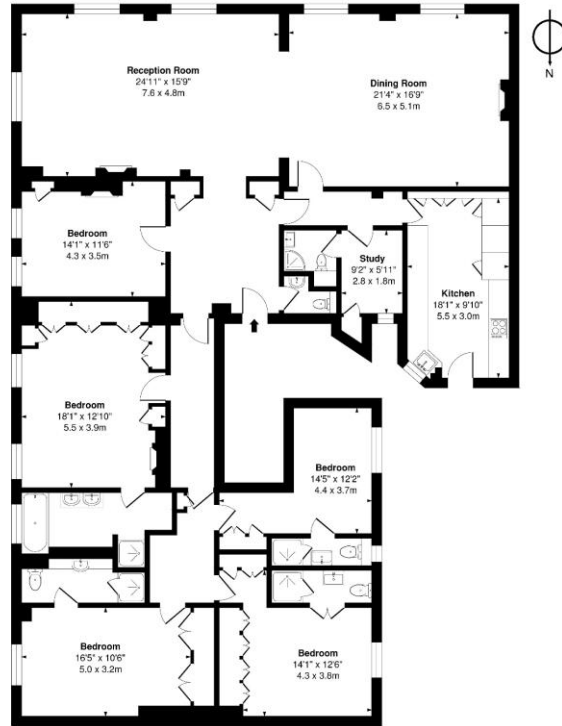 Reception Room
24'11" x 15'9"
7.6 x 4.8m
Dining Room
21'4" x 16'9"
6.5 x 5.1m
N
Bedroom
14'1" x 11'6"
4.3 x 3.5m
Study
9'2" x 5'11"
2.8 x 1.8m
Kitchen
18'1" x 9'10"
5.5 x 3.0m
Bedroom
18'1" x 12'10"
5.5 x 3.9m
Bedroom
14'5" x 12'2"
4.4 x 3.7m
Bedroom
16'5" x 10'6"
5.0 x 3.2m
Bedroom
14'1" x 12'6"
4.3 x 3.8m